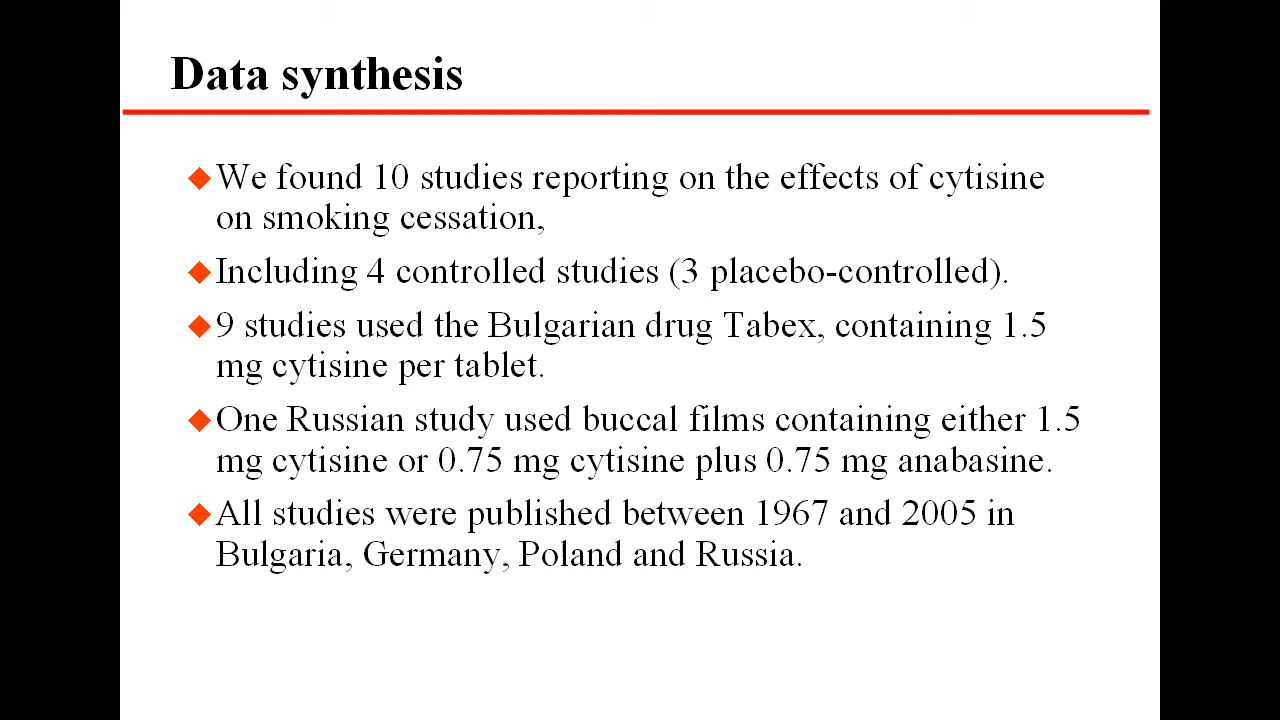 Data synthesis
We found 10 studies reporting on the effects of cytisine
on smoking cessation,
Including 4 controlled studies (3 placebo-controlled).
9 studies used the Bulgarian drug Tabex, containing 1.5
mg cytisine per tablet.
One Russian study used buccal films containing either 1.5
mg cytisine or 0.75 mg cytisine plus 0.75 mg anabasine.
All studies were published between 1967 and 2005 in
Bulgaria, Germany, Poland and Russia.